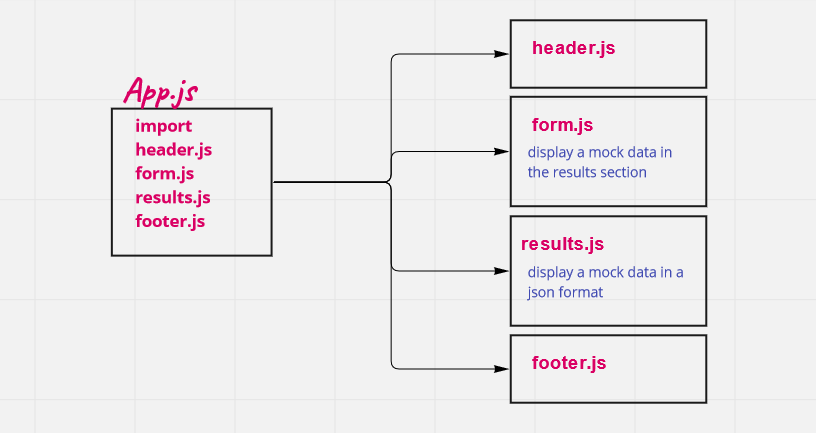 App.js
import
header.js
form.js
results.js
footer.js
header.js
form.js
display a mock data in
the results section
results.js
display a mock data in a
json format
footer.js